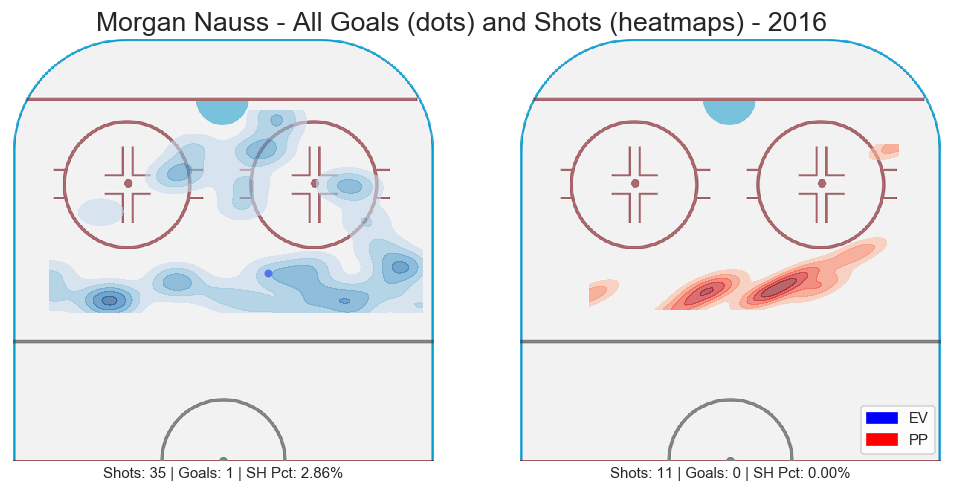 Morgan Nauss - All Goals (dots) and Shots (heatmaps) - 2016
EV
PP
Shots: 35 | Goals: 1 | SH Pct: 2.86%
Shots: 11 | Goals: 0 | SH Pct: 0.00%